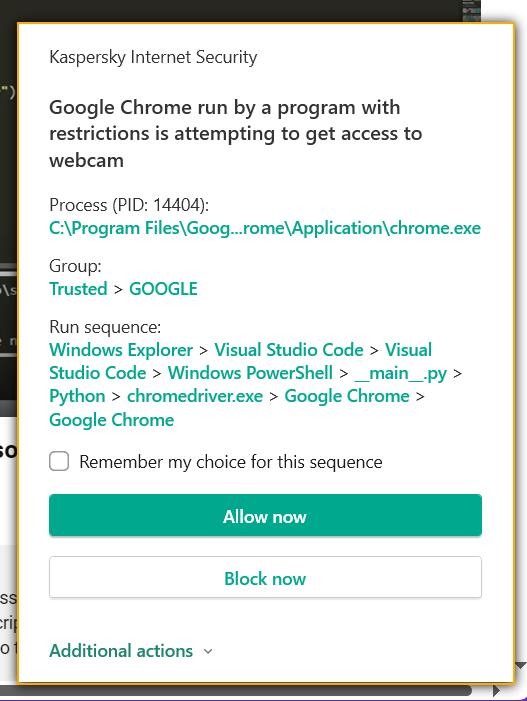 ")
Kaspersky Internet Security
Google Chrome run by a program with
restrictions is attempting to get access to
webcam
Process (PID: 14404):
C:\Program Files\Goog...rome\Application\chrome.exe
Group:
Trusted > GOOGLE
Run sequence:
Windows Explorer > Visual Studio Code > Visual
Studio Code > Windows PowerShell > __main__.py >
Python > chromedriver.exe > Google Chrome >
Google Chrome
Remember my choice for this sequence
Allow now
Block now
Additional actions